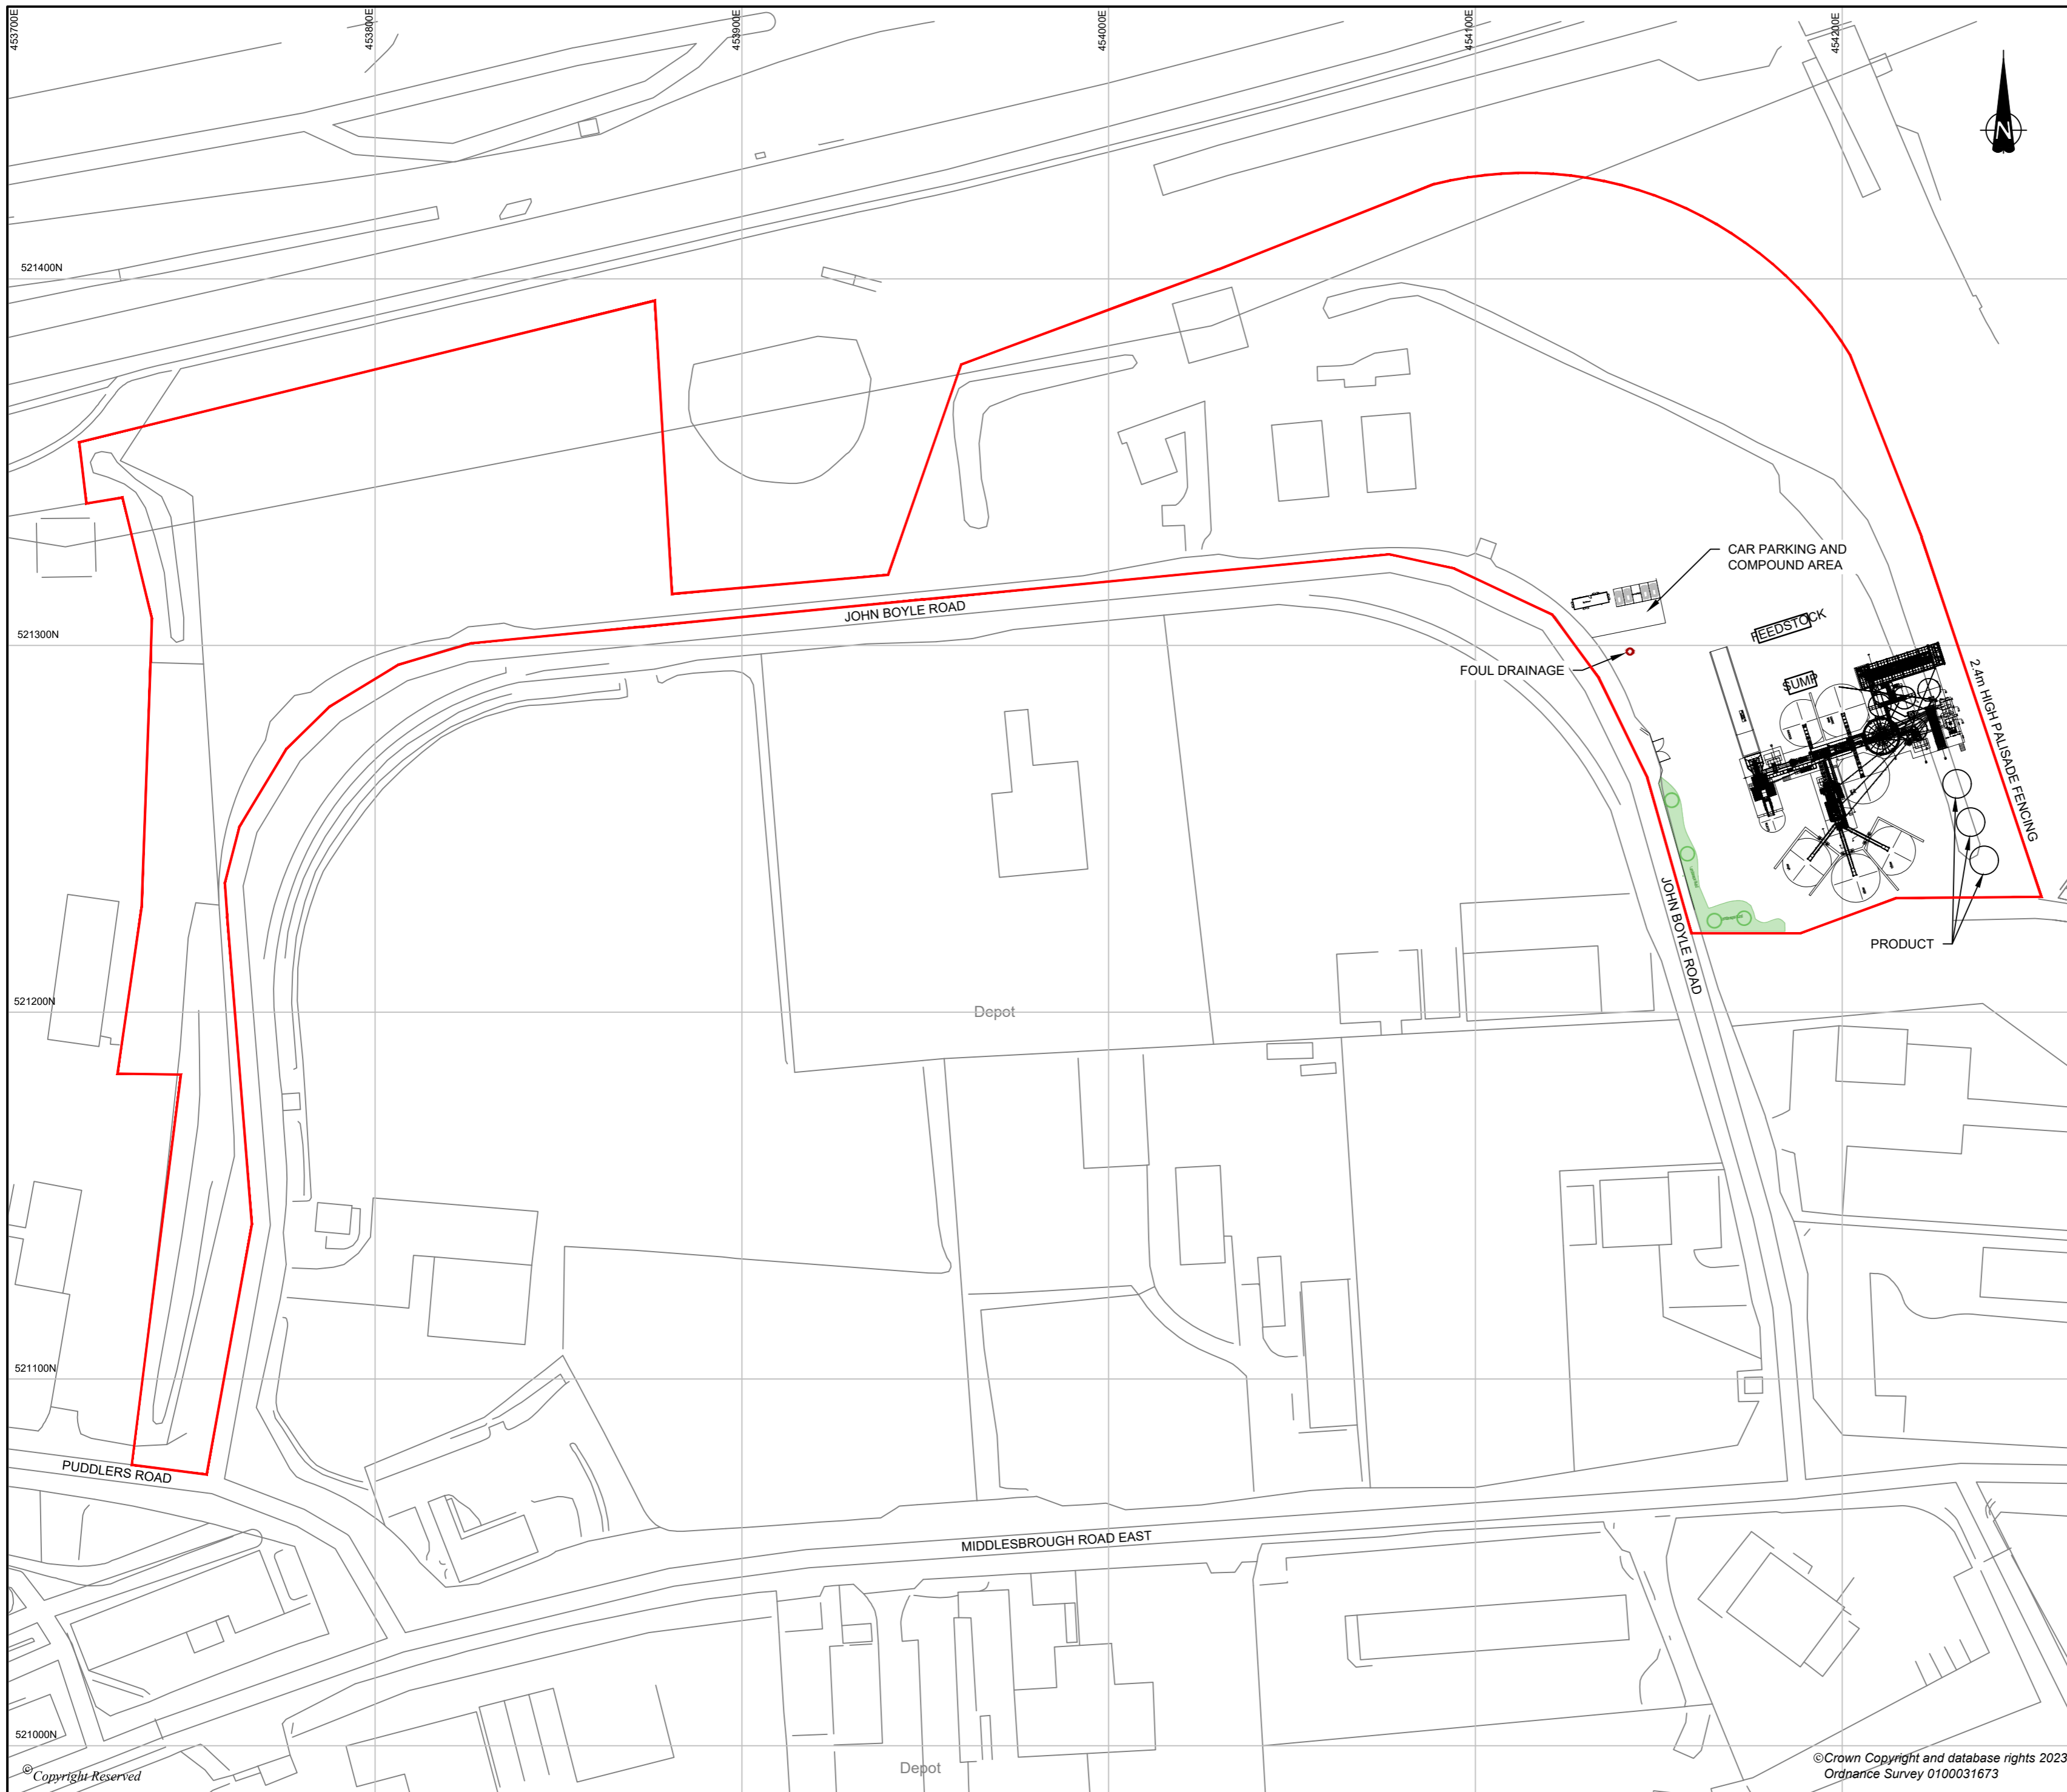 453700E
453800E
453900E
454000E
454100E
454200E
N
521400N
CAR PARKING AND
COMPOUND AREA
JOHN BOYLE ROAD
FEEDSTOCK
521300N
FOUL DRAINAGE
SUMP
2.4m HIGH PALISADE FENCING
JOHN BOYLE ROAD
PRODUCT
521200N
Depot
521100N
PUDDLERS ROAD
MIDDLESBROUGH ROAD EAST
521000N
Depot
©Copyright Reserved
©Crown Copyright and database rights 2023
Ordnance Survey 0100031673